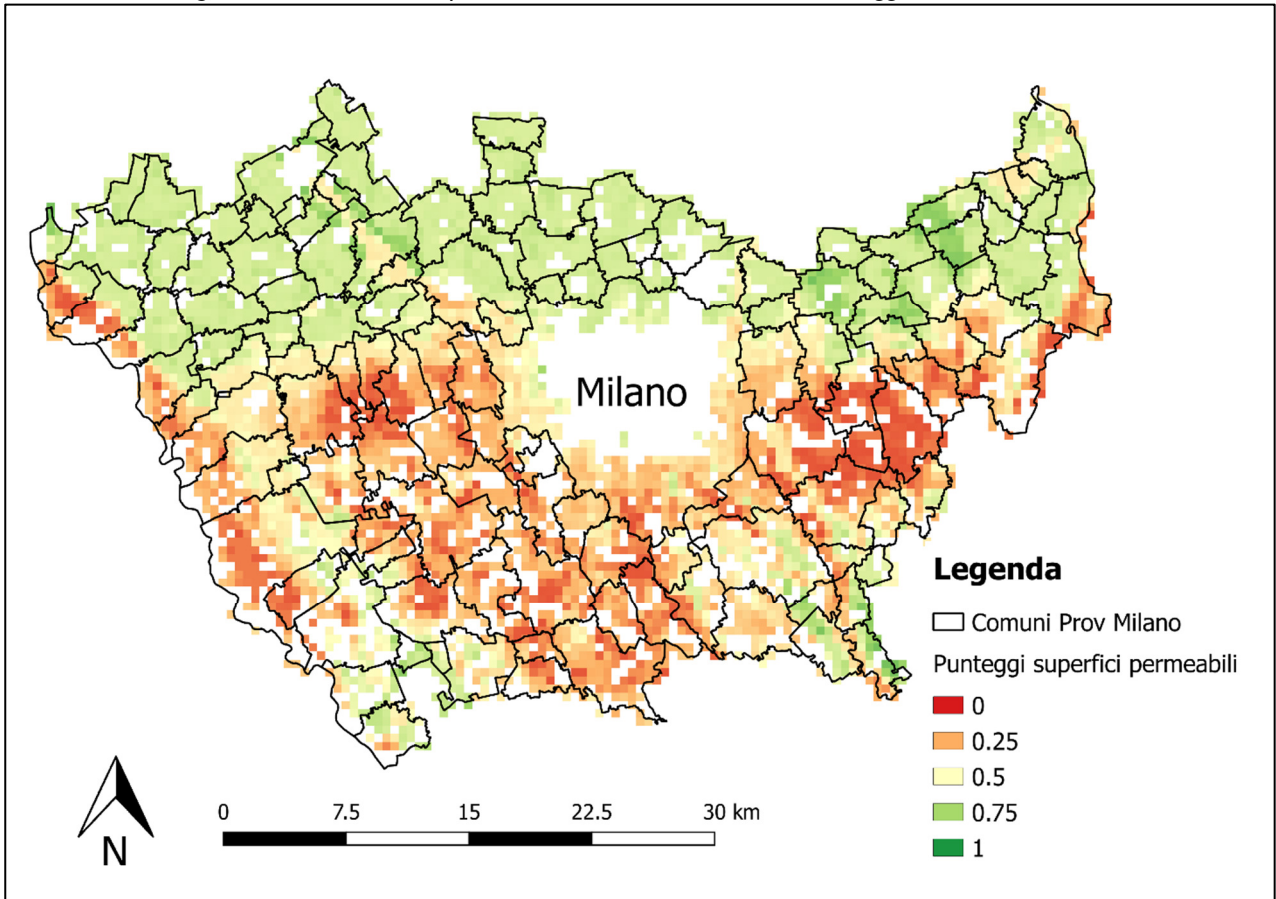 Milano
Legenda
Comuni Prov Milano
Punteggi superfici permeabili
0
0.25
0.5
0.75
1
0 7.5 15 22.5 30 km
N